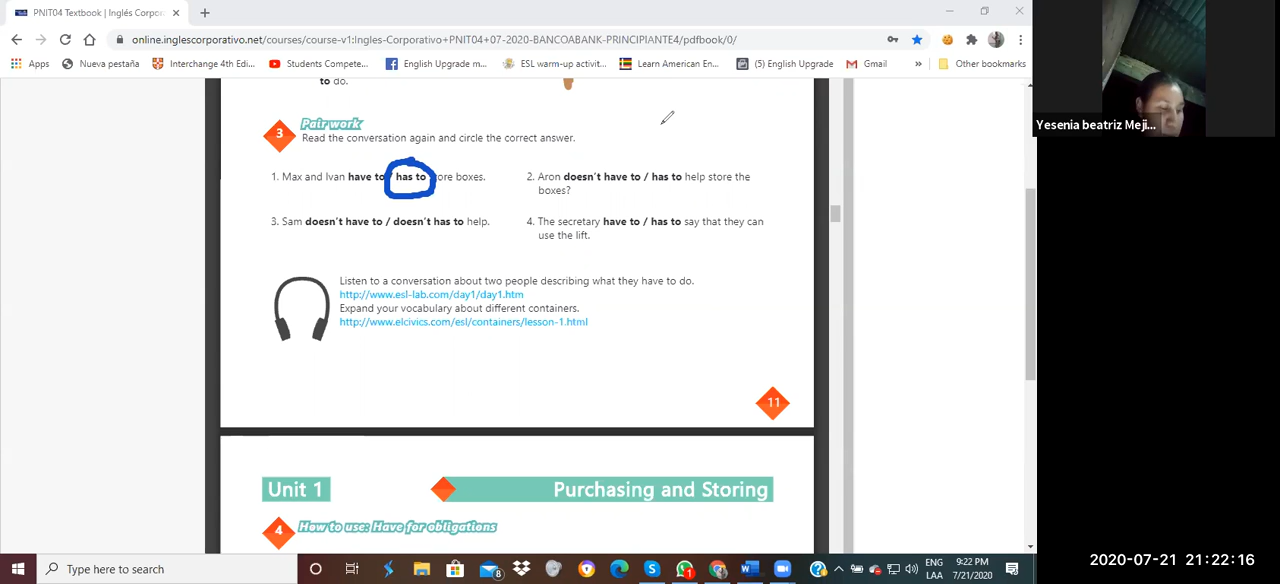 PNIT04 Textbook | Inglés Corpora
online.inglescorporativo.net/courses/course-v1:Ingles-Corporativo+PNIT04+07-2020-BANCOABANK-PRINCIPIANTE4/pdfbook/0/
Apps Nueva pestaña Interchange 4th Edi... Students Compete... English Upgrade m... ESL warm-up activit... Learn American En... (5) English Upgrade Gmail » Other bookmarks
to do.
Yesenia beatriz Meji...
3 Pair work
Read the conversation again and circle the correct answer.
1. Max and Ivan have to / has to store boxes.
2. Aron doesn't have to / has to help store the
boxes?
3. Sam doesn't have to / doesn't has to help.
4. The secretary have to / has to say that they can
use the lift.
Listen to a conversation about two people describing what they have to do.
http://www.esl-lab.com/day1/day1.htm
Expand your vocabulary about different containers.
http://www.elcivics.com/esl/containers/lesson-1.html
11
Unit 1 Purchasing and Storing
4 How to use: Have for obligations
Type here to search
8
1
ENG 9:22 PM
LAA 7/21/2020
2020-07-21 21:22:16